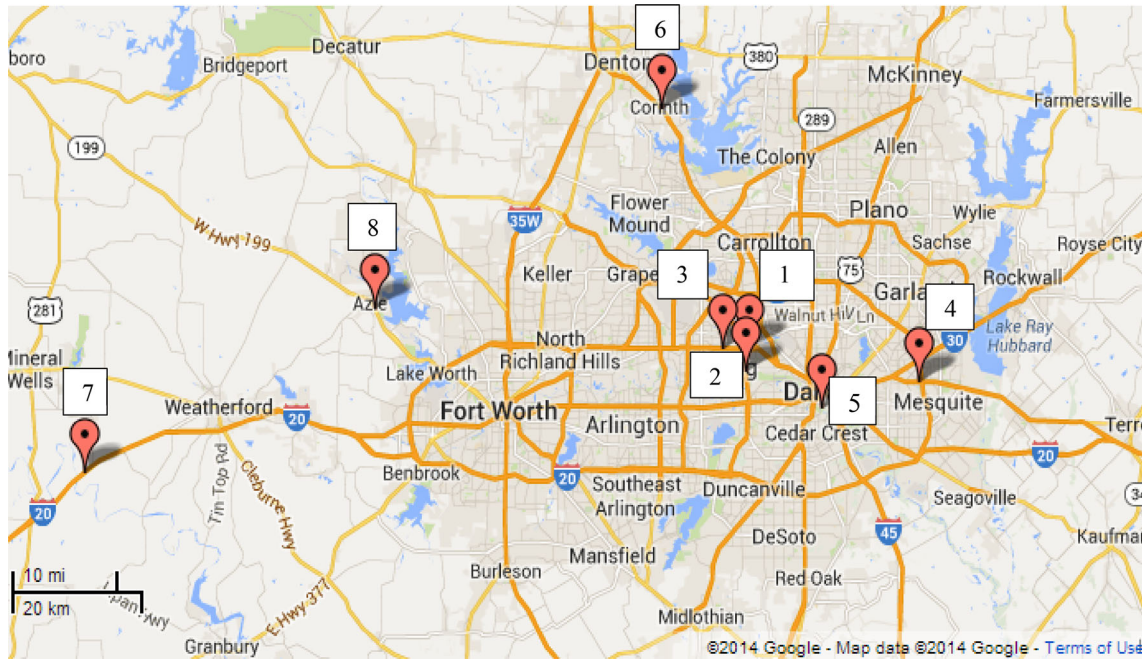 6
Decatur
Denton
380
boro
Bridgeport
McKinney
Corinth
Farmersville
289
199
Allen
The Colony
W Hwy 199
Flower
Mound
Plano
Wylie
35W
8
Carrollton
Sachse
Royse City
3
1
75
Keller
Grape
Rockwall
Garl
281
Azle
Walnut Hill Ln
4
30
Lake Ray
Hubbard
North
Richland Hills
Mineral
Wells
7
Lake Worth
2
g
Dal
5
Mesquite
Weatherford
20
Fort Worth
Arlington
Cedar Crest
Terre
Benbrook
20
20
Tin Top Rd
Cleburne Hwy
Southeast
Arlington
Duncanville
Seagoville
34
20
DeSoto
45
Mansfield
Kaufman
10 mi
20 km
Burleson
Red Oak
E Hwy 377
Midlothian
Granbury
©2014 Google - Map data ©2014 Google - Terms of Use